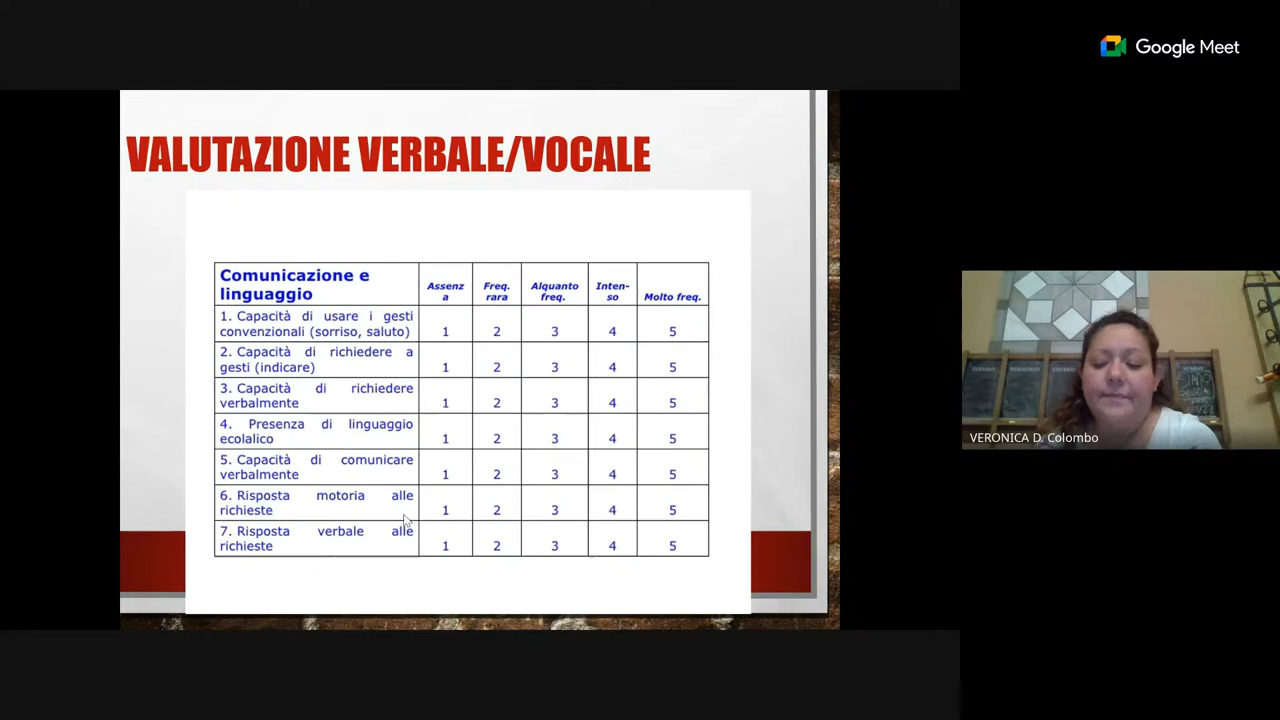 Google Meet
VALUTAZIONE VERBALE/VOCALE
Comunicazione e
linguaggio
Assenz
a
Freq.
rara
Alquanto
freq.
Inten-
so
Molto freq.
1. Capacità di usare i gesti
convenzionali (sorriso, saluto)
1 2 3 4 5
2. Capacità di richiedere a
gesti (indicare)
1 2 3 4 5
3. Capacità di richiedere
verbalmente
1 2 3 4 5
4. Presenza di linguaggio
ecolalico
1 2 3 4 5
5. Capacità di comunicare
verbalmente
1 2 3 4 5
6. Risposta motoria alle
richieste
1 2 3 4 5
7. Risposta verbale alle
richieste
1 2 3 4 5
VERONICA D. Colombo